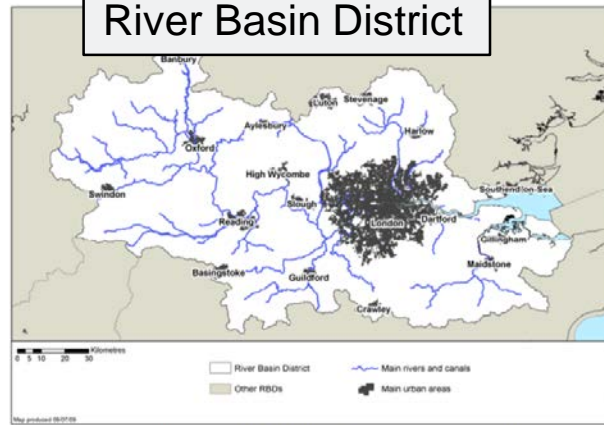 River Basin District
Banbury
Luton
Stevenage
Aylesbury
Harlow
Oxford
High Wycombe
Swindon
Slough
Southend-on-Sea
Reading
London
Dartford
Gillingham
Basingstoke
Guildford
Maidstone
Crawley
Kilometres
0 5 10 20 30
River Basin District
Main rivers and canals
Other RBDs
Main urban areas
Map produced 09/07/09